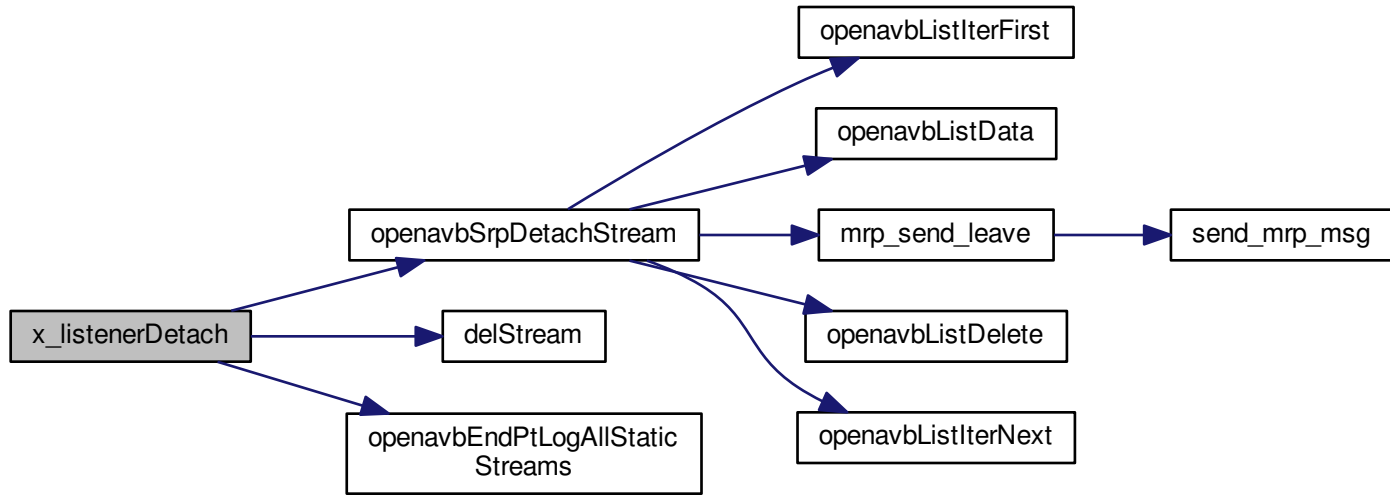 openavbListIterFirst
openavbListData
openavbSrpDetachStream
mrp_send_leave
send_mrp_msg
x_listenerDetach
delStream
openavbListDelete
openavbEndPtLogAllStatic
Streams
openavbListIterNext